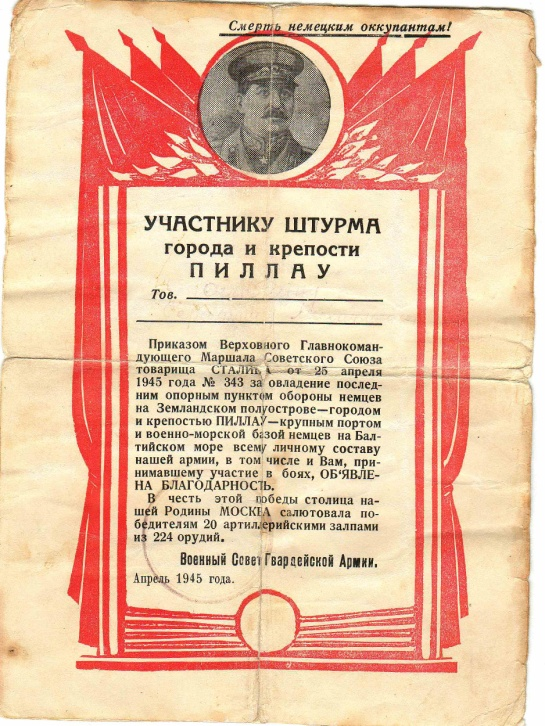 Смерть немецким оккупантам!
УЧАСТНИКУ ШТУРМА
города и крепости
ПИЛЛАУ
Тов.
Приказом Верховного Главнокоман-
дующего Маршала Советского Союза
товарища СТАЛИНА от 25 апреля
1945 года № 343 за овладение послед-
ним опорным пунктом обороны немцев
на Земландском полуострове—городом
и крепостью ПИЛЛАУ—крупным портом
и военно-морской базой немцев на Бал-
тийском море всему личному составу
нашей армии, в том числе и Вам, при-
нимавшему участие в боях, ОБ'ЯВЛЕ-
НА БЛАГОДАРНОСТЬ.
В честь этой победы столица на-
шей Родины МОСКВА салютовала по-
бедителям 20 артиллерийскими залпами
из 224 орудий.
Военный Совет Гвардейской Армии.
Апрель 1945 года.